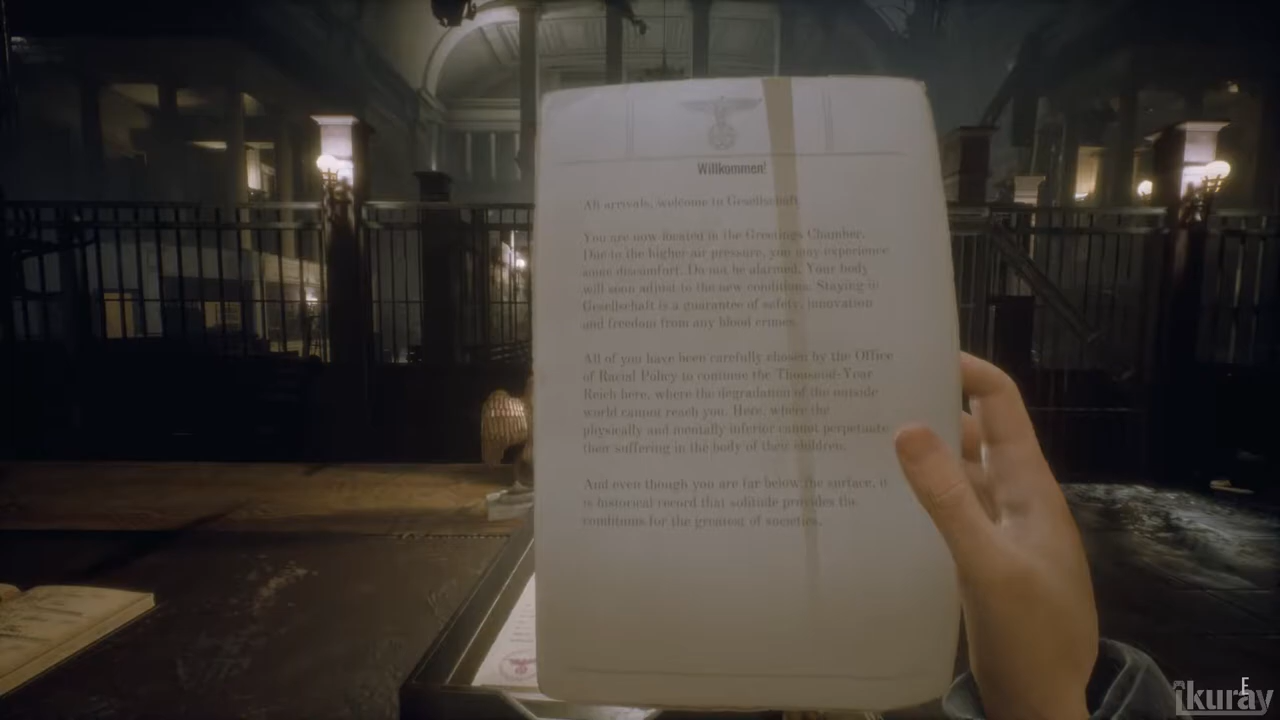 Willkommen!
All arrivals, welcome to Gesellschaft
You are now located in the Greetings Chamber.
Due to the higher air pressure, you may experience
some discomfort. Do not be alarmed. Your body
will soon adjust to the new conditions. Staying in
Gesellschaft is a guarantee of safety, innovation
and freedom from any blood crimes.
All of you have been carefully chosen by the Office
of Racial Policy to continue the Thousand-Year
Reich here, where the degradation of the outside
world cannot reach you. Here, where the
physically and mentally inferior cannot perpetuate
their suffering in the body of their children.
And even though you are far below the surface, it
is historical record that solitude provides the
conditions for the greatest of societies.
E
ikuray